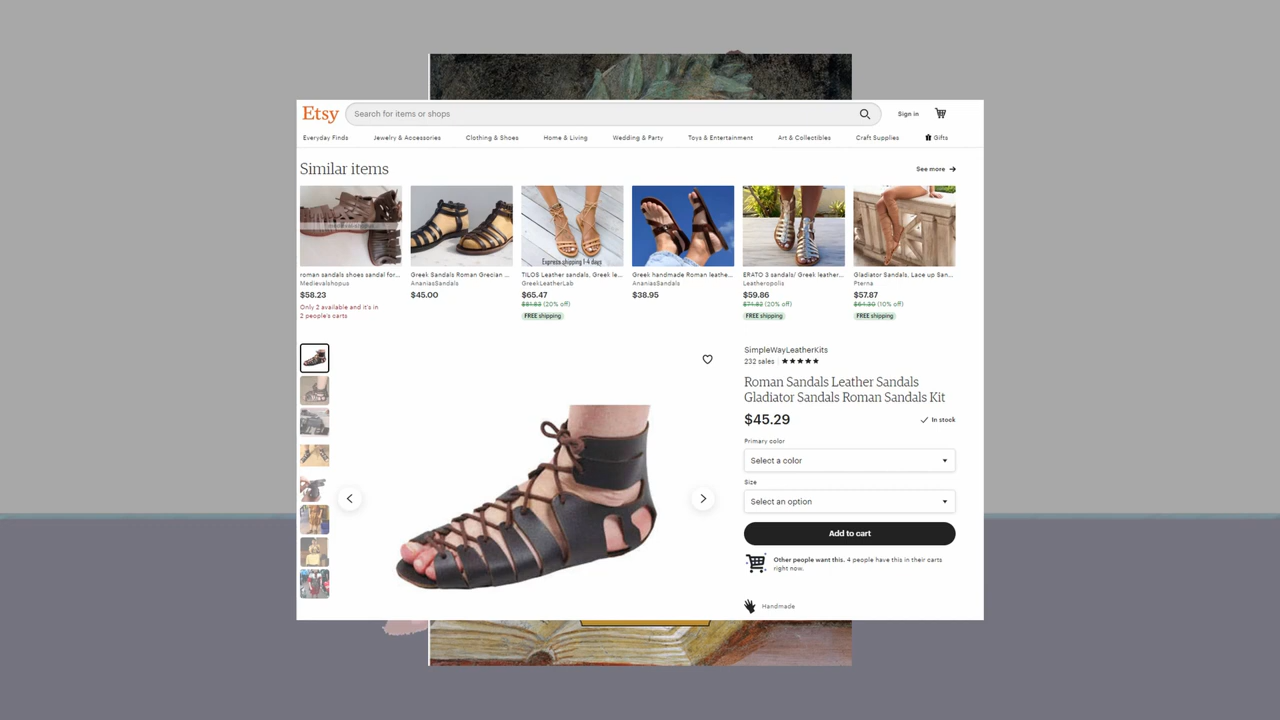 Etsy
Search for items or shops
Sign in
Everyday Finds
Jewelry & Accessories
Clothing & Shoes
Home & Living
Wedding & Party
Toys & Entertainment
Art & Collectibles
Craft Supplies
Gifts
Similar items
See more
Express shipping 1-4 days
roman sandals shoes sandal for...
Medievalshopus
$58.23
Only 2 available and it's in
2 people's carts
Greek Sandals Roman Grecian ...
AnaniasSandals
$45.00
TILOS Leather sandals, Greek le...
GreekLeatherLab
$65.47
$81.83 (20% off)
FREE shipping
Greek handmade Roman leathe...
AnaniasSandals
$38.95
ERATO 3 sandals/ Greek leather...
Leatheropolis
$59.86
$74.83 (20% off)
FREE shipping
Gladiator Sandals, Lace up San...
Pterna
$57.87
$64.30 (10% off)
FREE shipping
SimpleWayLeatherKits
232 sales
Roman Sandals Leather Sandals
Gladiator Sandals Roman Sandals Kit
$45.29
In stock
Primary color
Select a color
Size
Select an option
Add to cart
Other people want this. 4 people have this in their carts
right now.
Handmade